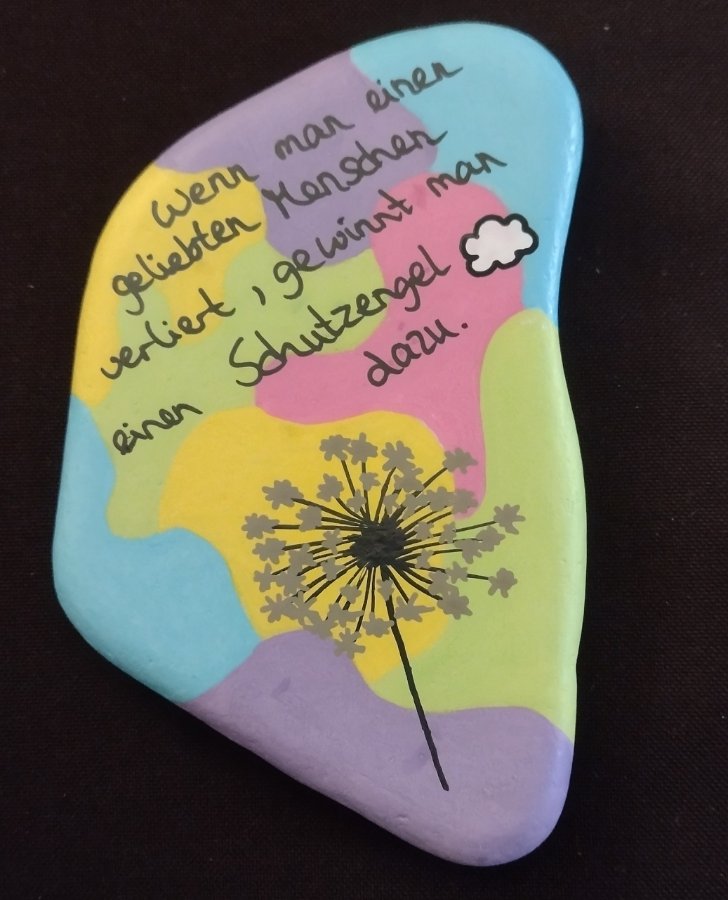 Wenn man einen
geliebten Menschen
verliert, gewinnt man
einen Schutzengel
dazu.